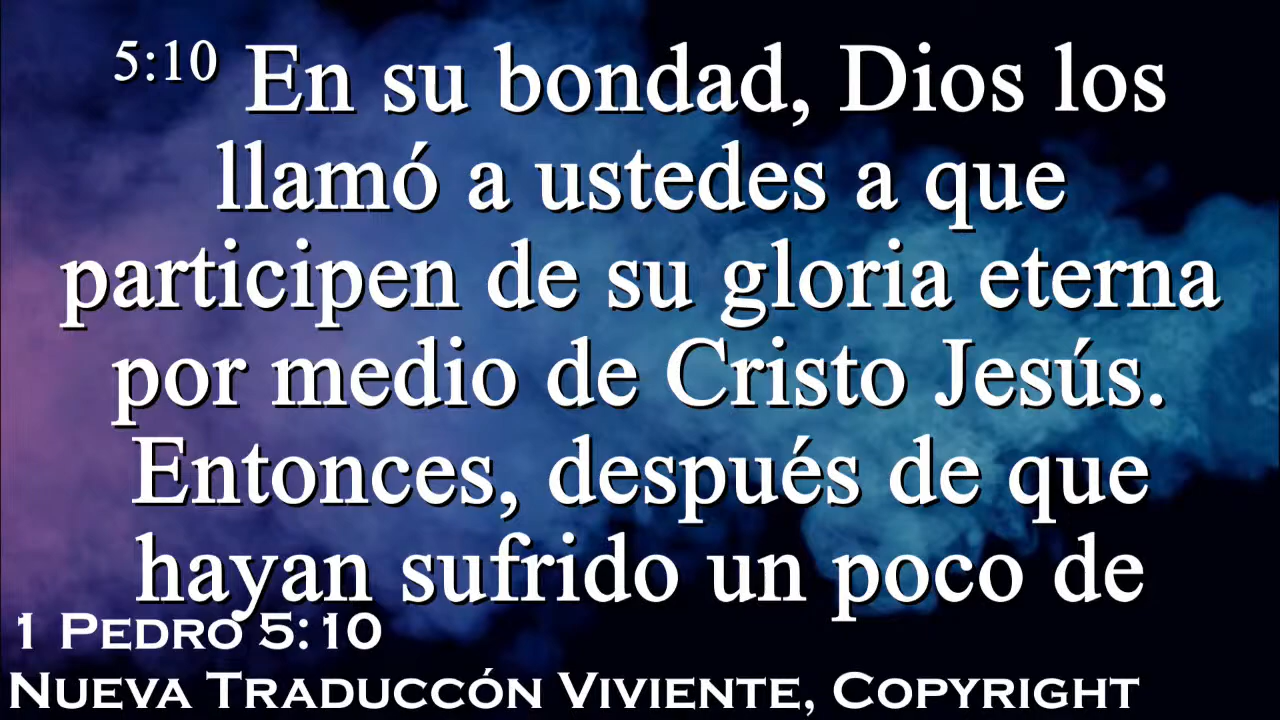 5:10 En su bondad, Dios los
llamó a ustedes a que
participen de su gloria eterna
por medio de Cristo Jesús.
Entonces, después de que
hayan sufrido un poco de
1 Pedro 5:10
Nueva Traduccón Viviente, Copyright